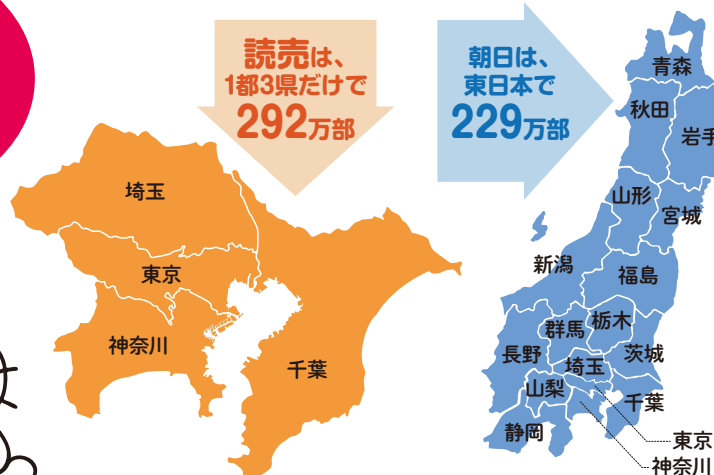 読売は、
1都3県だけで
292万部
埼玉
東京
神奈川
千葉
朝日は、
東日本で
229万部
青森
秋田
岩手
山形
宮城
新潟
福島
群馬
栃木
長野
埼玉
茨城
山梨
千葉
静岡
東京
神奈川